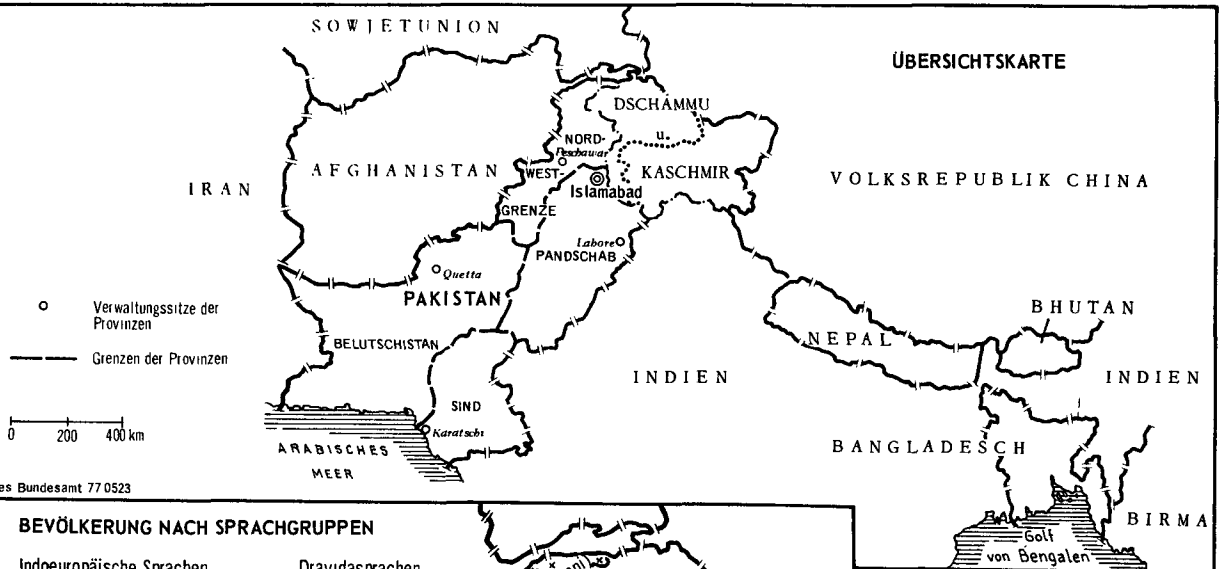 SOWJETUNION
ÜBERSICHTSKARTE
DSCHAMMU
u.
KASCHMIR
NORD-
Peschawar
WEST-
GRENZE
Islamabad
AFGHANISTAN
IRAN
VOLKSREPUBLIK CHINA
Lahore
PANDSCHAB
Quetta
PAKISTAN
Verwaltungssitze der
Provinzen
Grenzen der Provinzen
BELUTSCHISTAN
BHUTAN
NEPAL
INDIEN
INDIEN
SIND
Karatschi
0 200 400 km
ARABISCHES
MEER
BANGLADESCH
es Bundesamt 77 0523
BIRMA
Golf
von Bengalen
BEVÖLKERUNG NACH SPRACHGRUPPEN
Indoeuropäische Sprachen
Dravidasprachen